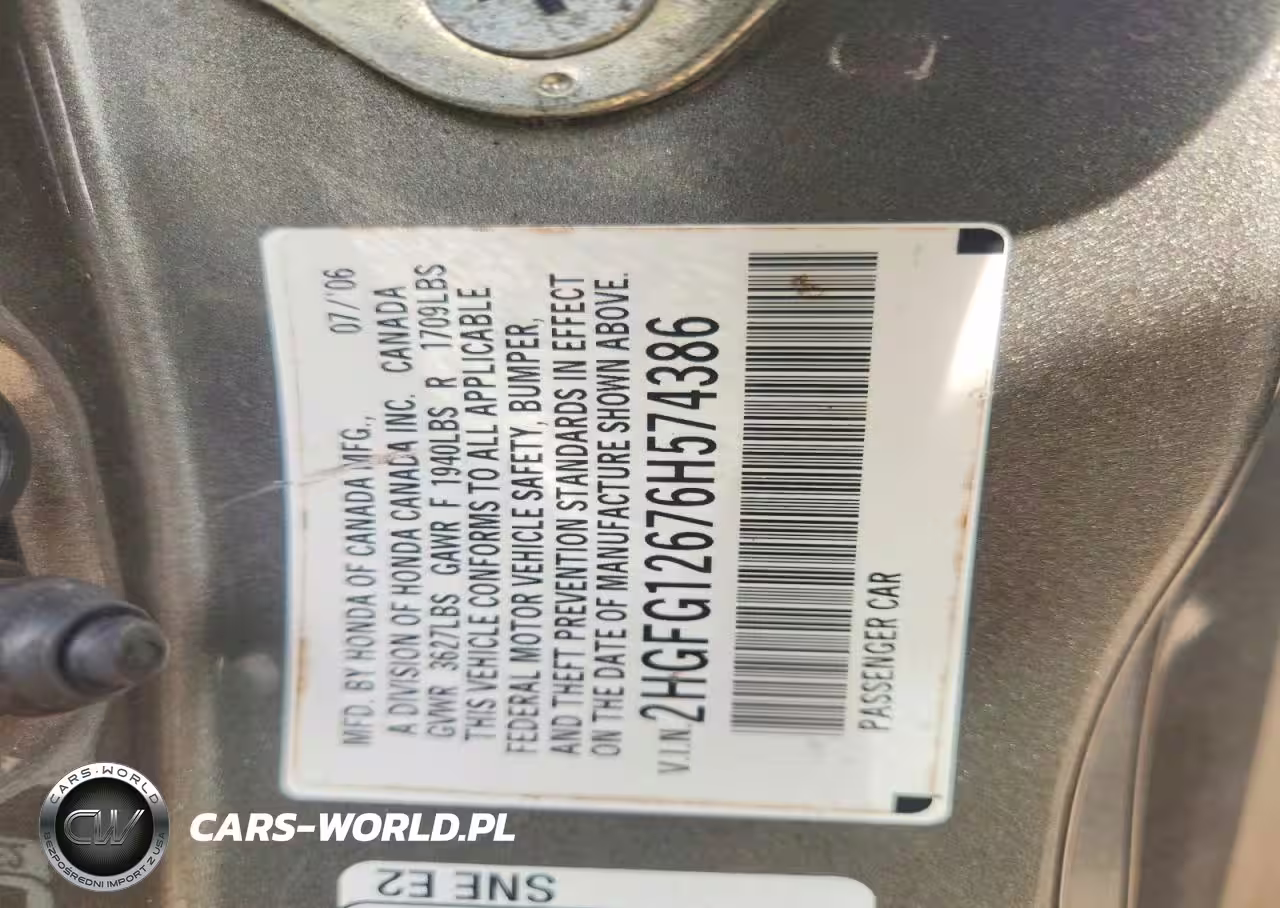 MFD. BY HONDA OF CANADA MFG., 07/'06
A DIVISION OF HONDA CANADA INC. CANADA
GVWR 3627LBS GAWR F 1940LBS R 1709LBS
THIS VEHICLE CONFORMS TO ALL APPLICABLE
FEDERAL MOTOR VEHICLE SAFETY, BUMPER,
AND THEFT PREVENTION STANDARDS IN EFFECT
ON THE DATE OF MANUFACTURE SHOWN ABOVE.
V.I.N. 2HGFG12676H574386
PASSENGER CAR
SNE E2
CARS-WORLD
CW
BEZPOŚREDNI IMPORT Z USA
CARS-WORLD.PL